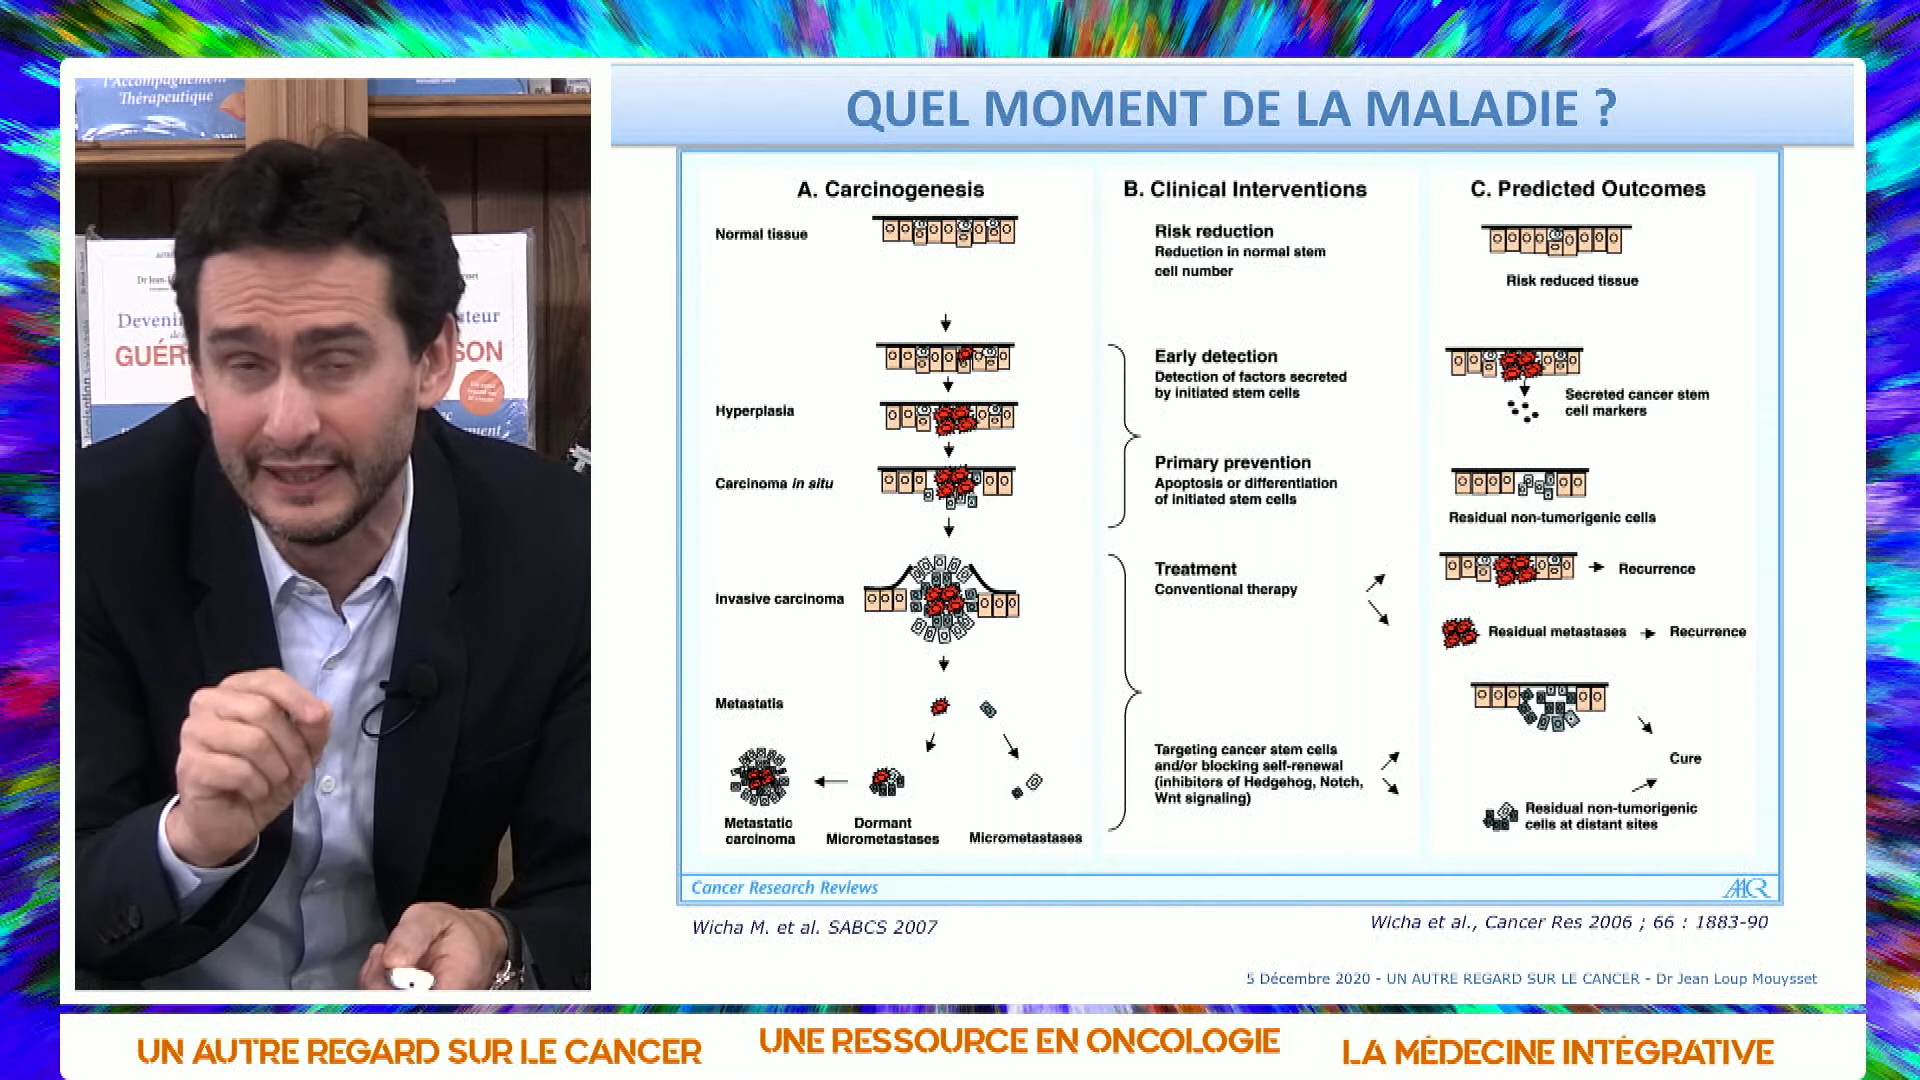 l'Accompagnement
Thérapeutique
Dr Jean-
Deveni
GUÉR
SON
QUEL MOMENT DE LA MALADIE ?
A. Carcinogenesis
Normal tissue
Hyperplasia
Carcinoma in situ
Invasive carcinoma
Metastatis
Metastatic
carcinoma
Dormant
Micrometastases
Micrometastases
B. Clinical Interventions
Risk reduction
Reduction in normal stem
cell number
Early detection
Detection of factors secreted
by initiated stem cells
Primary prevention
Apoptosis or differentiation
of initiated stem cells
Treatment
Conventional therapy
Targeting cancer stem cells
and/or blocking self-renewal
(inhibitors of Hedgehog, Notch,
Wnt signaling)
C. Predicted Outcomes
Risk reduced tissue
Secreted cancer stem
cell markers
Residual non-tumorigenic cells
Recurrence
Residual metastases
Recurrence
Cure
Residual non-tumorigenic
cells at distant sites
Cancer Research Reviews
AACR
Wicha M. et al. SABCS 2007
Wicha et al., Cancer Res 2006 ; 66 : 1883-90
5 Décembre 2020 - UN AUTRE REGARD SUR LE CANCER - Dr Jean Loup Mouysset
UN AUTRE REGARD SUR LE CANCER
UNE RESSOURCE EN ONCOLOGIE
LA MÉDECINE INTÉGRATIVE